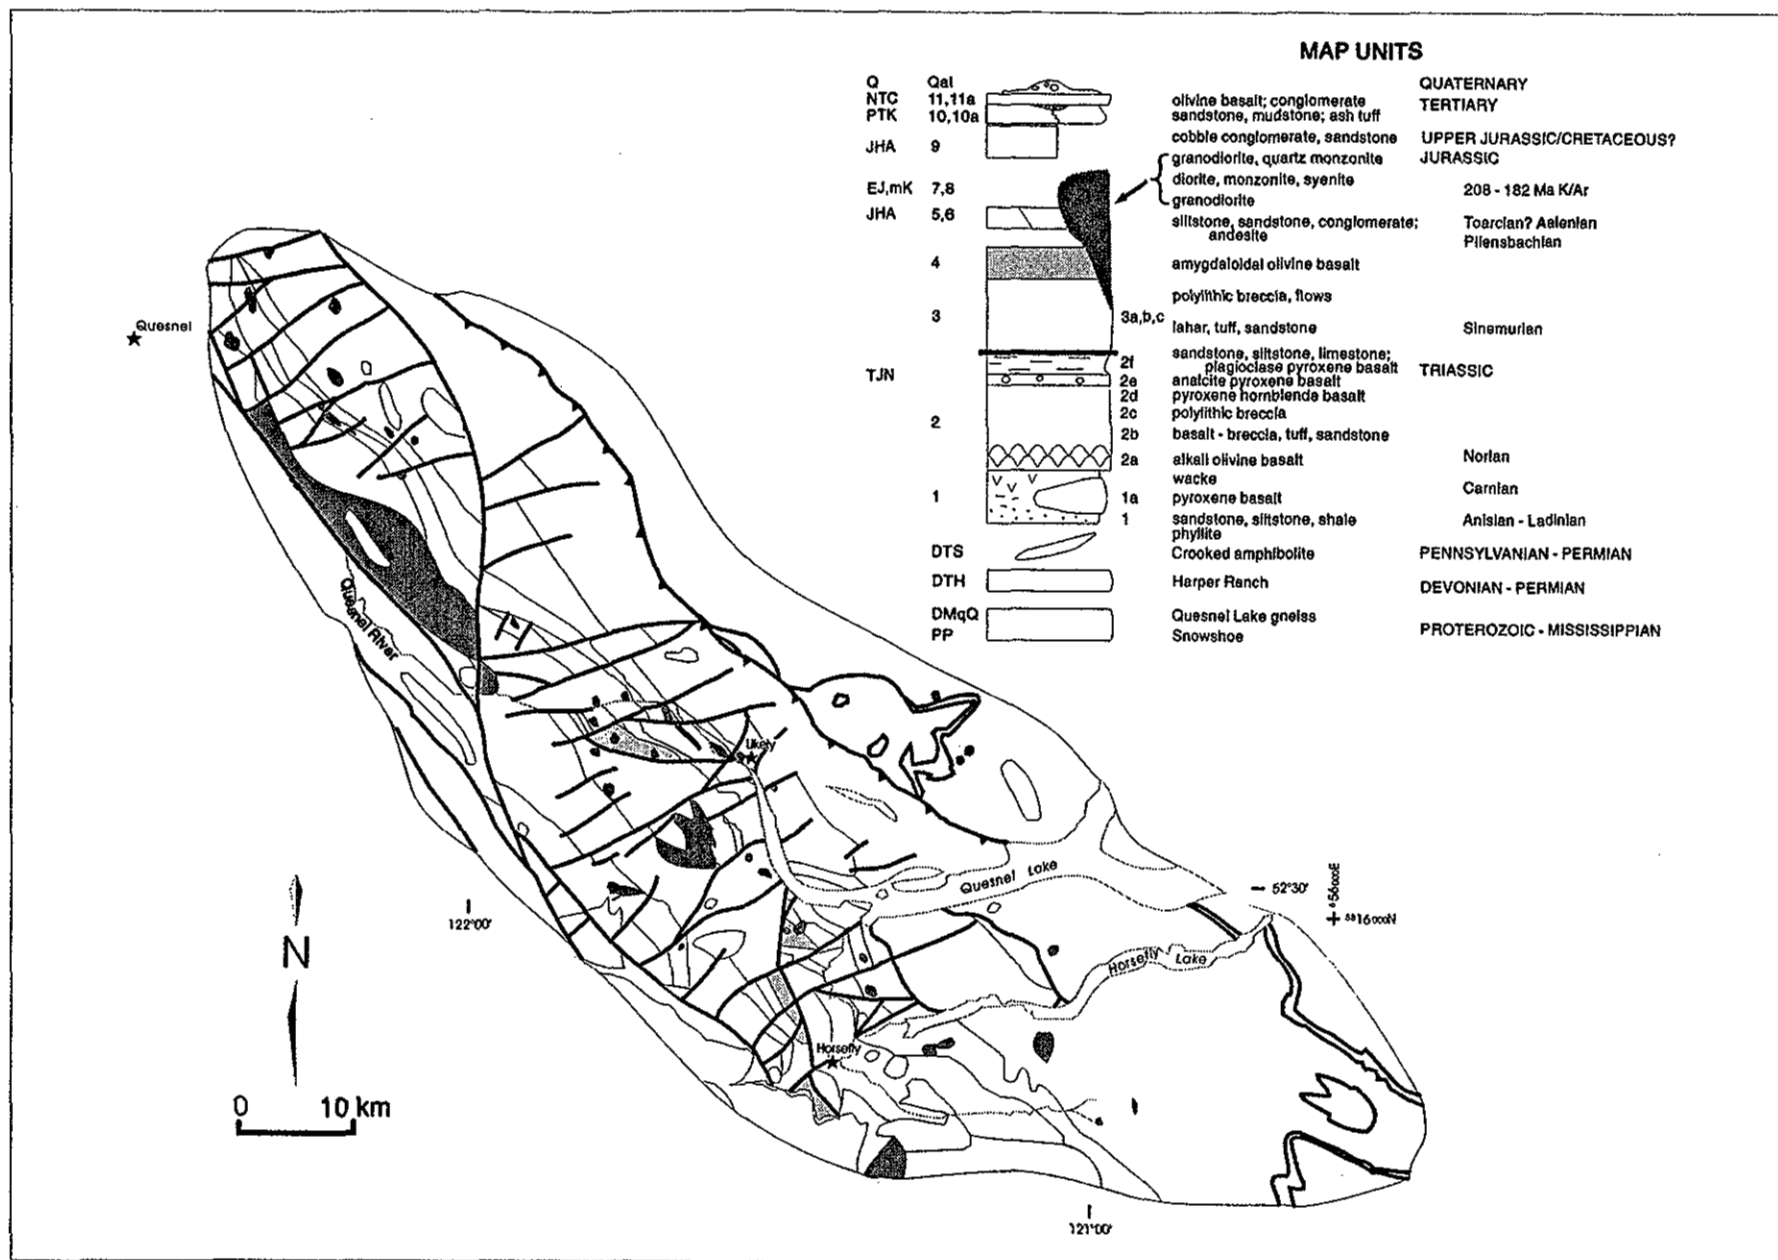 MAP UNITS
Q Qal QUATERNARY
NTC 11,11a olivine basalt; conglomerate TERTIARY
PTK 10,10a sandstone, mudstone; ash tuff
cobble conglomerate, sandstone UPPER JURASSIC/CRETACEOUS?
JHA 9
granodiorite, quartz monzonite JURASSIC
EJ,mK 7,8 diorite, monzonite, syenite 208 - 182 Ma K/Ar
granodiorite
JHA 5,6 siltstone, sandstone, conglomerate; Toarcian? Aalenian
andesite Pliensbachian
4 amygdaloidal olivine basalt
polylithic breccia, flows
3 3a,b,c
lahar, tuff, sandstone Sinemurian
sandstone, siltstone, limestone;
2f plagioclase pyroxene basalt TRIASSIC
TJN
2e analcite pyroxene basalt
2d pyroxene hornblende basalt
2c polylithic breccia
2
2b basalt - breccia, tuff, sandstone
2a alkali olivine basalt Norian
wacke
1 1a pyroxene basalt Carnian
1 sandstone, siltstone, shale Anisian - Ladinian
phyllite
DTS Crooked amphibolite PENNSYLVANIAN - PERMIAN
DTH Harper Ranch DEVONIAN - PERMIAN
DMqQ Quesnel Lake gneiss
PP Snowshoe PROTEROZOIC - MISSISSIPPIAN
Quesnel
Quesnel River
Likely
Quesnel Lake
52°30'
656000E
5816000N
122°00'
N
Horsefly Lake
Horsefly
0 10 km
121°00'